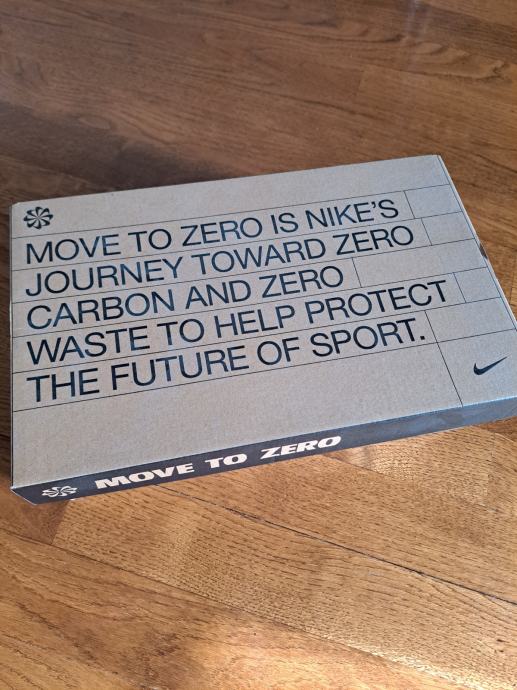 MOVE TO ZERO IS NIKE'S
JOURNEY TOWARD ZERO
CARBON AND ZERO
WASTE TO HELP PROTECT
THE FUTURE OF SPORT.
MOVE TO ZERO